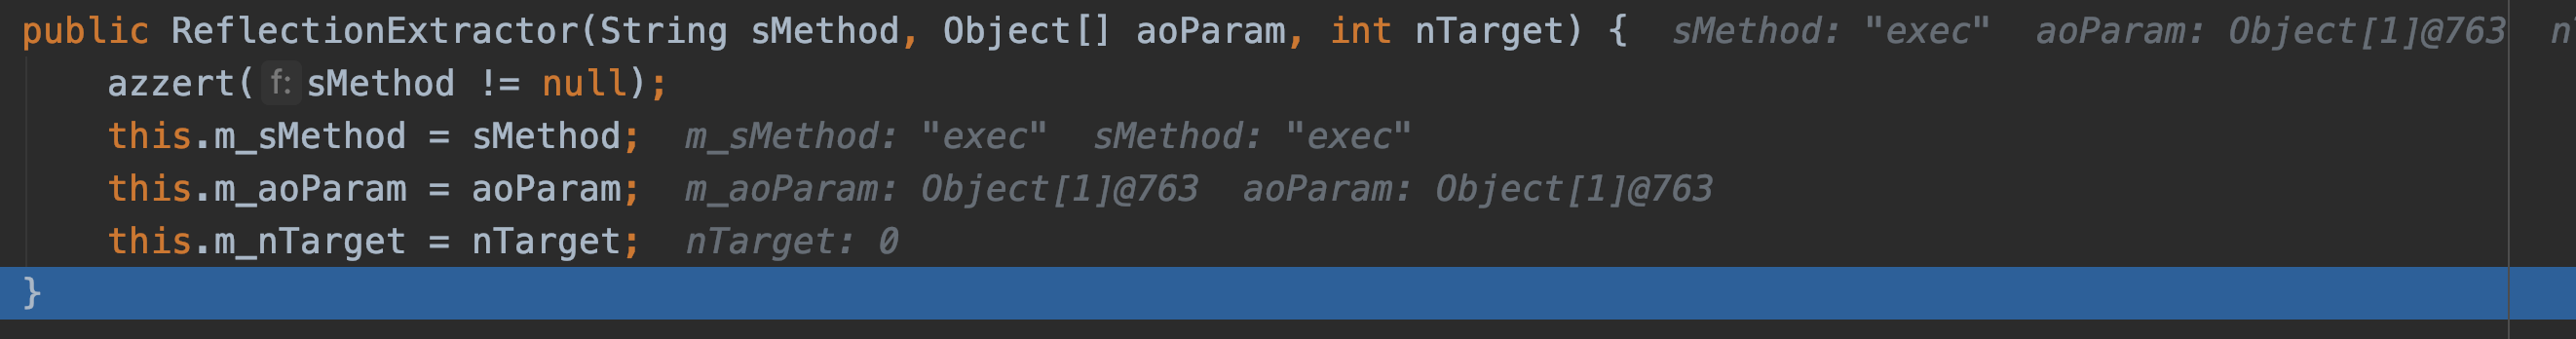 public ReflectionExtractor(String sMethod, Object[] aoParam, int nTarget) {  sMethod: "exec"  aoParam: Object[1]@763  n
azzert( f: sMethod != null);
this.m_sMethod = sMethod;  m_sMethod: "exec"  sMethod: "exec"
this.m_aoParam = aoParam;  m_aoParam: Object[1]@763  aoParam: Object[1]@763
this.m_nTarget = nTarget;  nTarget: 0
}